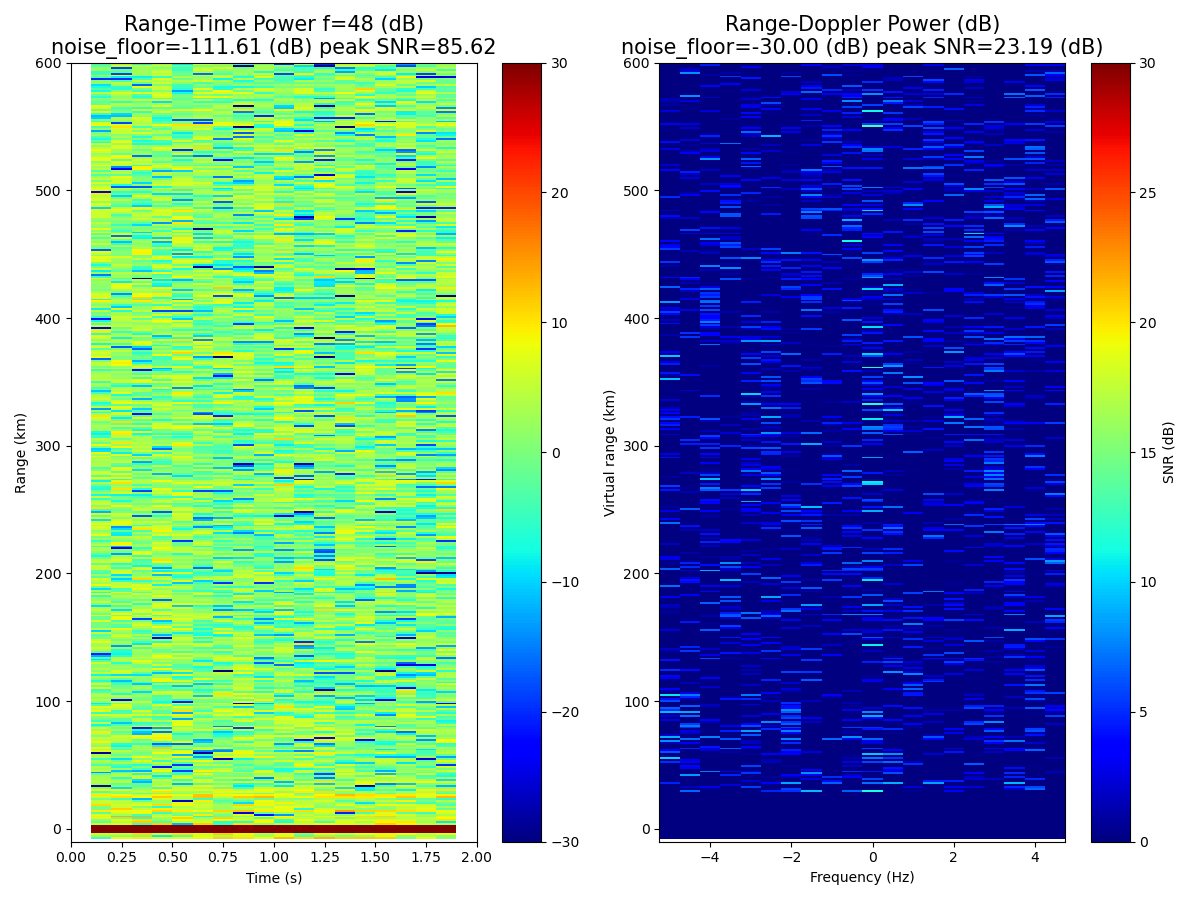 Range-Time Power f=48 (dB)
noise_floor=-111.61 (dB) peak SNR=85.62
Range-Doppler Power (dB)
noise_floor=-30.00 (dB) peak SNR=23.19 (dB)
600
500
400
300
200
100
0
Range (km)
0.00 0.25 0.50 0.75 1.00 1.25 1.50 1.75 2.00
Time (s)
30
20
10
0
−10
−20
−30
600
500
400
300
200
100
0
Virtual range (km)
−4 −2 0 2 4
Frequency (Hz)
30
25
20
15
10
5
0
SNR (dB)